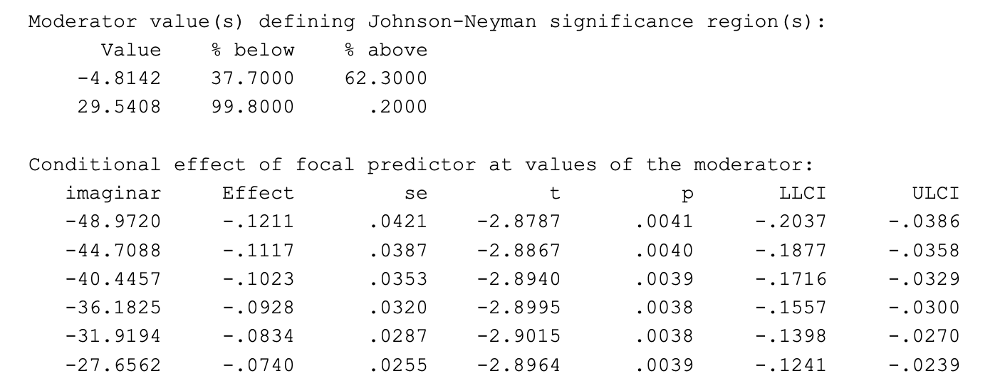 Moderator value(s) defining Johnson-Neyman significance region(s):
Value % below % above
-4.8142 37.7000 62.3000
29.5408 99.8000 .2000
Conditional effect of focal predictor at values of the moderator:
imaginar Effect se t p LLCI ULCI
-48.9720 -.1211 .0421 -2.8787 .0041 -.2037 -.0386
-44.7088 -.1117 .0387 -2.8867 .0040 -.1877 -.0358
-40.4457 -.1023 .0353 -2.8940 .0039 -.1716 -.0329
-36.1825 -.0928 .0320 -2.8995 .0038 -.1557 -.0300
-31.9194 -.0834 .0287 -2.9015 .0038 -.1398 -.0270
-27.6562 -.0740 .0255 -2.8964 .0039 -.1241 -.0239